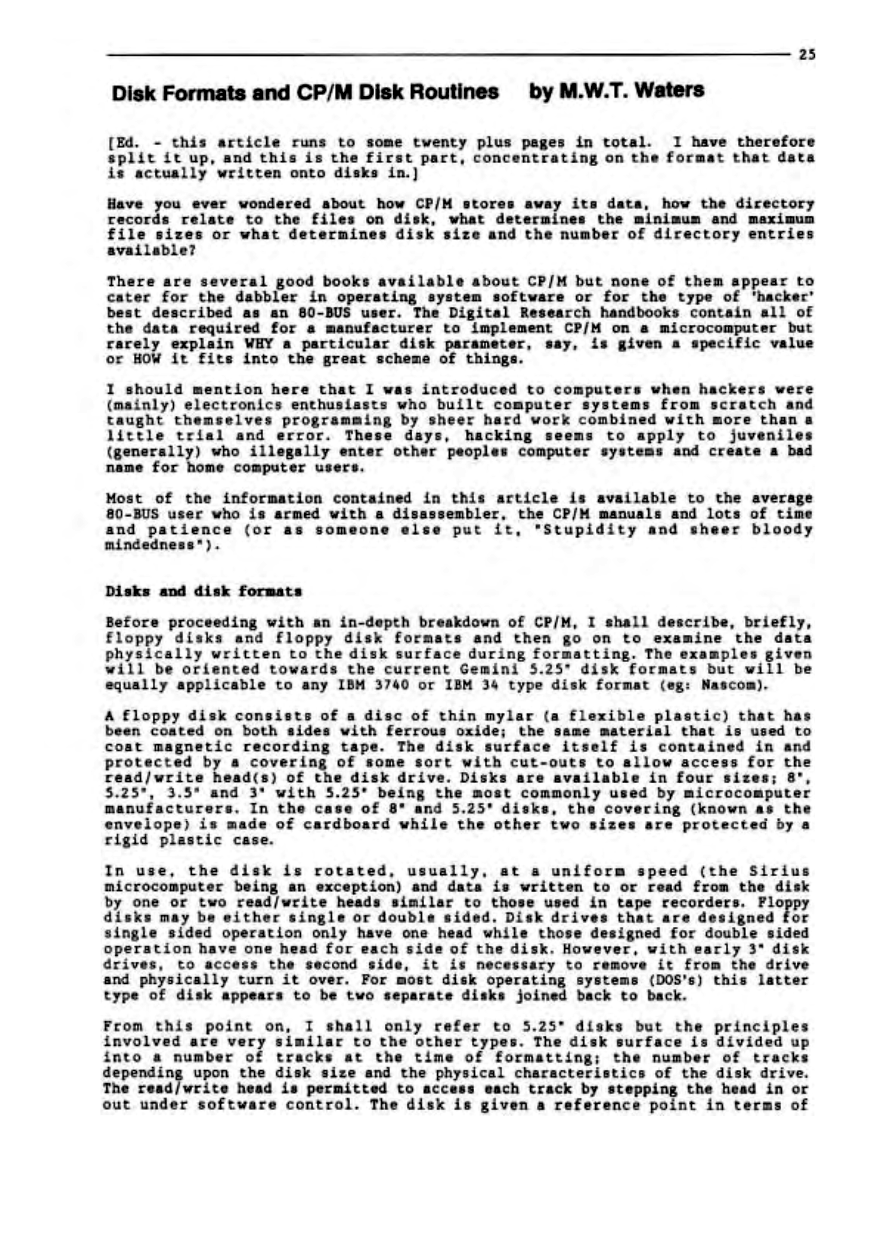 25
Disk Formats and CP/M Disk Routines by M.W.T. Waters
[Ed. - this article runs to some twenty plus pages in total. I have therefore
split it up, and this is the first part, concentrating on the format that data
is actually written onto disks in.]
Have you ever wondered about how CP/M stores away its data, how the directory
records relate to the files on disk, what determines the minimum and maximum
file sizes or what determines disk size and the number of directory entries
available?
There are several good books available about CP/M but none of them appear to
cater for the dabbler in operating system software or for the type of 'hacker'
best described as an 80-BUS user. The Digital Research handbooks contain all of
the data required for a manufacturer to implement CP/M on a microcomputer but
rarely explain WHY a particular disk parameter, say, is given a specific value
or HOW it fits into the great scheme of things.
I should mention here that I was introduced to computers when hackers were
(mainly) electronics enthusiasts who built computer systems from scratch and
taught themselves programming by sheer hard work combined with more than a
little trial and error. These days, hacking seems to apply to juveniles
(generally) who illegally enter other peoples computer systems and create a bad
name for home computer users.
Most of the information contained in this article is available to the average
80-BUS user who is armed with a disassembler, the CP/M manuals and lots of time
and patience (or as someone else put it, "Stupidity and sheer bloody
mindedness").
Disks and disk formats
Before proceeding with an in-depth breakdown of CP/M, I shall describe, briefly,
floppy disks and floppy disk formats and then go on to examine the data
physically written to the disk surface during formatting. The examples given
will be oriented towards the current Gemini 5.25" disk formats but will be
equally applicable to any IBM 3740 or IBM 34 type disk format (eg: Nascom).
A floppy disk consists of a disc of thin mylar (a flexible plastic) that has
been coated on both sides with ferrous oxide; the same material that is used to
coat magnetic recording tape. The disk surface itself is contained in and
protected by a covering of some sort with cut-outs to allow access for the
read/write head(s) of the disk drive. Disks are available in four sizes; 8",
5.25", 3.5" and 3" with 5.25" being the most commonly used by microcomputer
manufacturers. In the case of 8" and 5.25" disks, the covering (known as the
envelope) is made of cardboard while the other two sizes are protected by a
rigid plastic case.
In use, the disk is rotated, usually, at a uniform speed (the Sirius
microcomputer being an exception) and data is written to or read from the disk
by one or two read/write heads similar to those used in tape recorders. Floppy
disks may be either single or double sided. Disk drives that are designed for
single sided operation only have one head while those designed for double sided
operation have one head for each side of the disk. However, with early 3" disk
drives, to access the second side, it is necessary to remove it from the drive
and physically turn it over. For most disk operating systems (DOS's) this latter
type of disk appears to be two separate disks joined back to back.
From this point on, I shall only refer to 5.25" disks but the principles
involved are very similar to the other types. The disk surface is divided up
into a number of tracks at the time of formatting; the number of tracks
depending upon the disk size and the physical characteristics of the disk drive.
The read/write head is permitted to access each track by stepping the head in or
out under software control. The disk is given a reference point in terms of